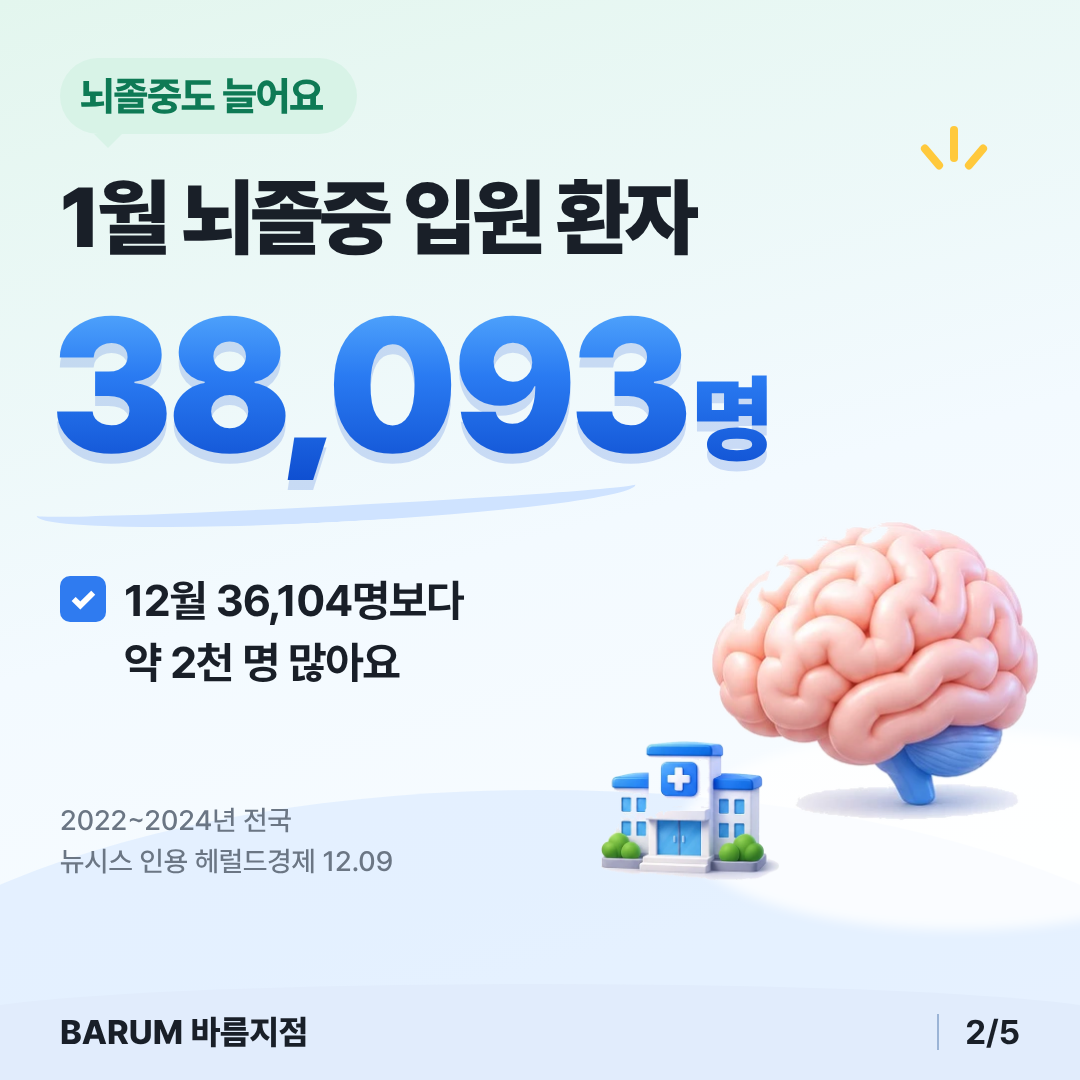 뇌졸중도 늘어요
1월 뇌졸중 입원 환자
38,093명
12월 36,104명보다
약 2천 명 많아요
2022~2024년 전국
뉴시스 인용 헤럴드경제 12.09
BARUM 바름지점
2/5